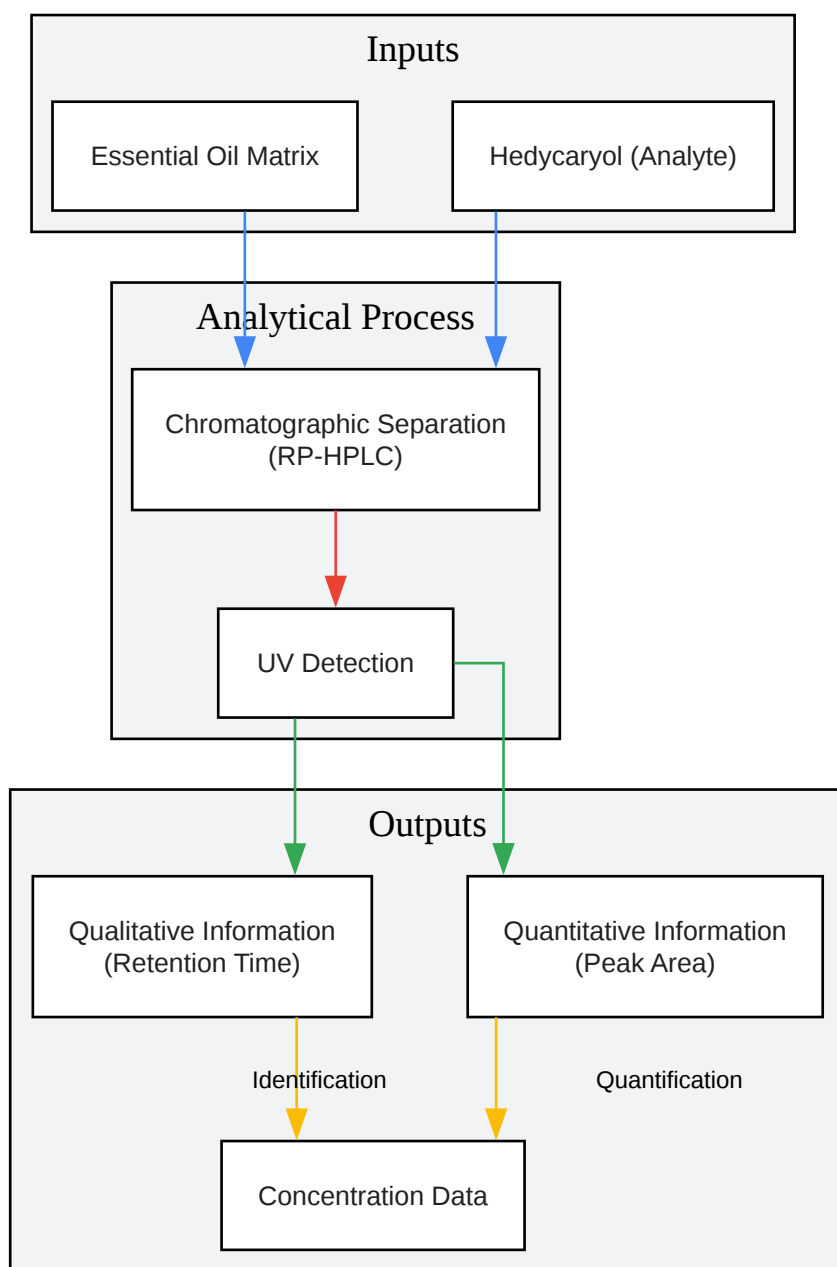 Inputs
Essential Oil Matrix
Hedycaryol (Analyte)
Analytical Process
Chromatographic Separation
(RP-HPLC)
UV Detection
Outputs
Qualitative Information
(Retention Time)
Quantitative Information
(Peak Area)
Identification
Quantification
Concentration Data